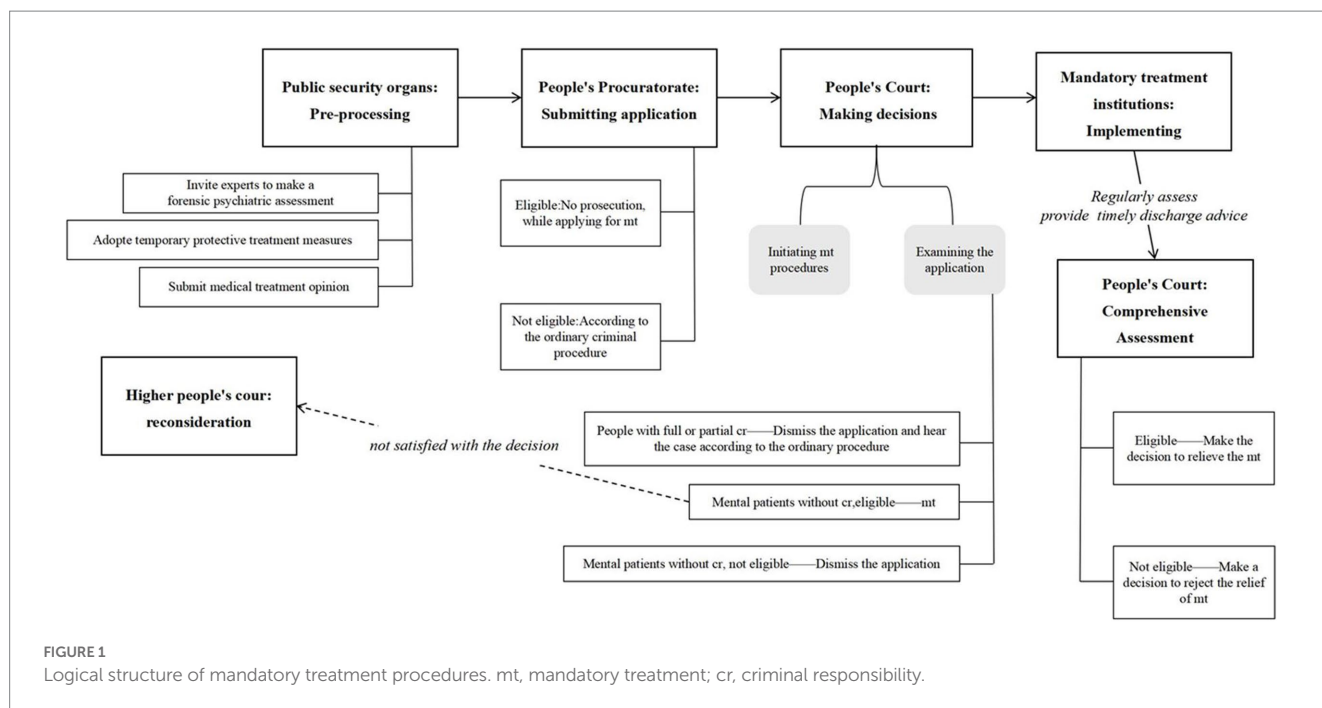 Public security organs:
Pre-processing
People's Procuratorate:
Submitting application
People's Court:
Making decisions
Mandatory treatment
institutions:
Implementing
Invite experts to make a
forensic psychiatric assessment
Adopte temporary protective treatment measures
Submit medical treatment opinion
Eligible:No prosecution,
while applying for mt
Not eligible:According to
the ordinary criminal
procedure
Initiating mt
procedures
Examining the
application
Regularly assess
provide timely discharge advice
People's Court:
Comprehensive
Assessment
Higher people's cour:
reconsideration
not satisfied with the decision
People with full or partial cr——Dismiss the application and hear
the case according to the ordinary procedure
Mental patients without cr,eligible——mt
Mental patients without cr, not eligible——Dismiss the application
Eligible——Make the
decision to relieve the mt
Not eligible——Make a
decision to reject the relief
of mt
FIGURE 1
Logical structure of mandatory treatment procedures. mt, mandatory treatment; cr, criminal responsibility.